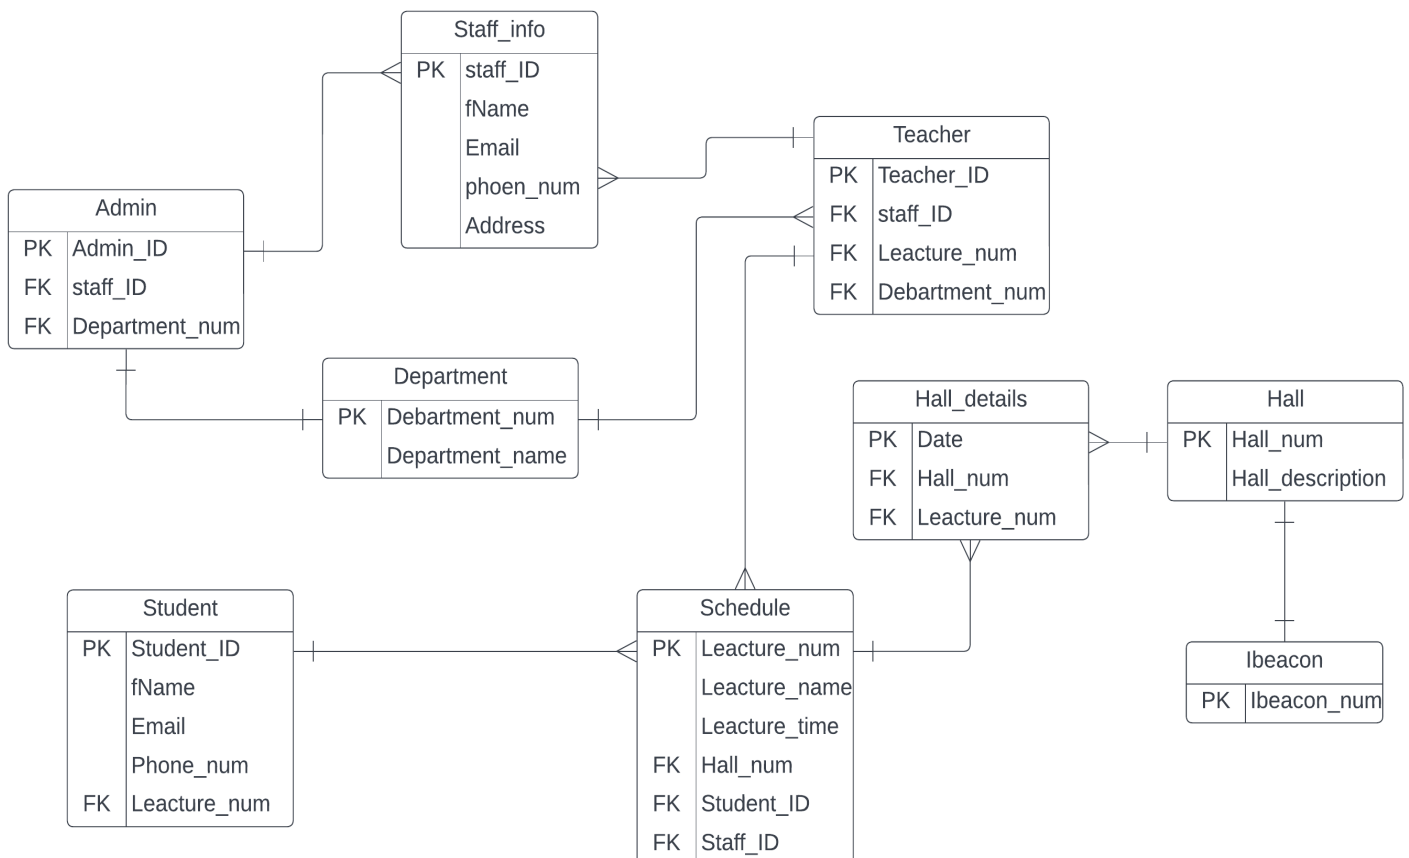 Staff_info
PK staff_ID
fName
Email
phoen_num
Address
Teacher
PK Teacher_ID
FK staff_ID
FK Leacture_num
FK Debartment_num
Admin
PK Admin_ID
FK staff_ID
FK Department_num
Department
PK Debartment_num
Department_name
Hall_details
PK Date
FK Hall_num
FK Leacture_num
Hall
PK Hall_num
Hall_description
Student
PK Student_ID
fName
Email
Phone_num
FK Leacture_num
Schedule
PK Leacture_num
Leacture_name
Leacture_time
FK Hall_num
FK Student_ID
FK Staff_ID
Ibeacon
PK Ibeacon_num